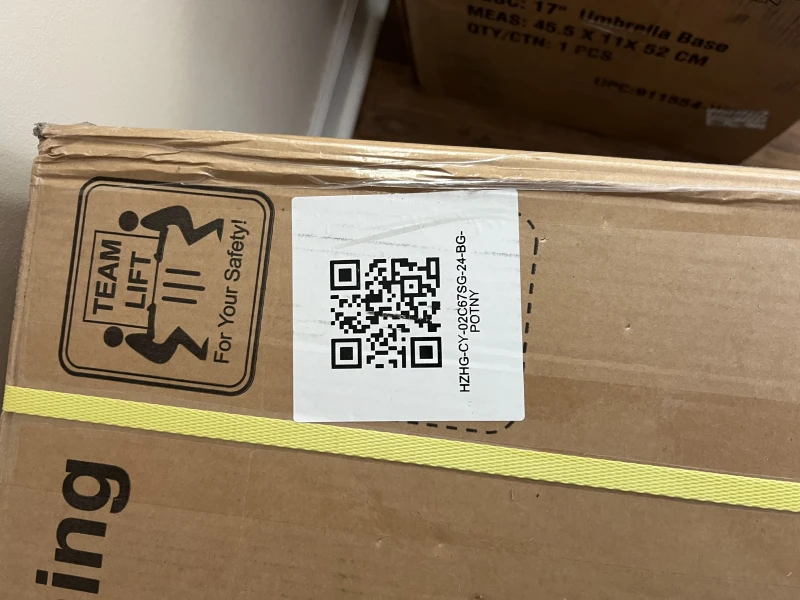 17" Umbrella Base
MEAS: 45.5 X 11X 52 CM
QTY/CTN: 1 PCS
TEAM
LIFT
For Your Safety!
HZHG-CY-02C67SG-24-BG-
POTNY
ing